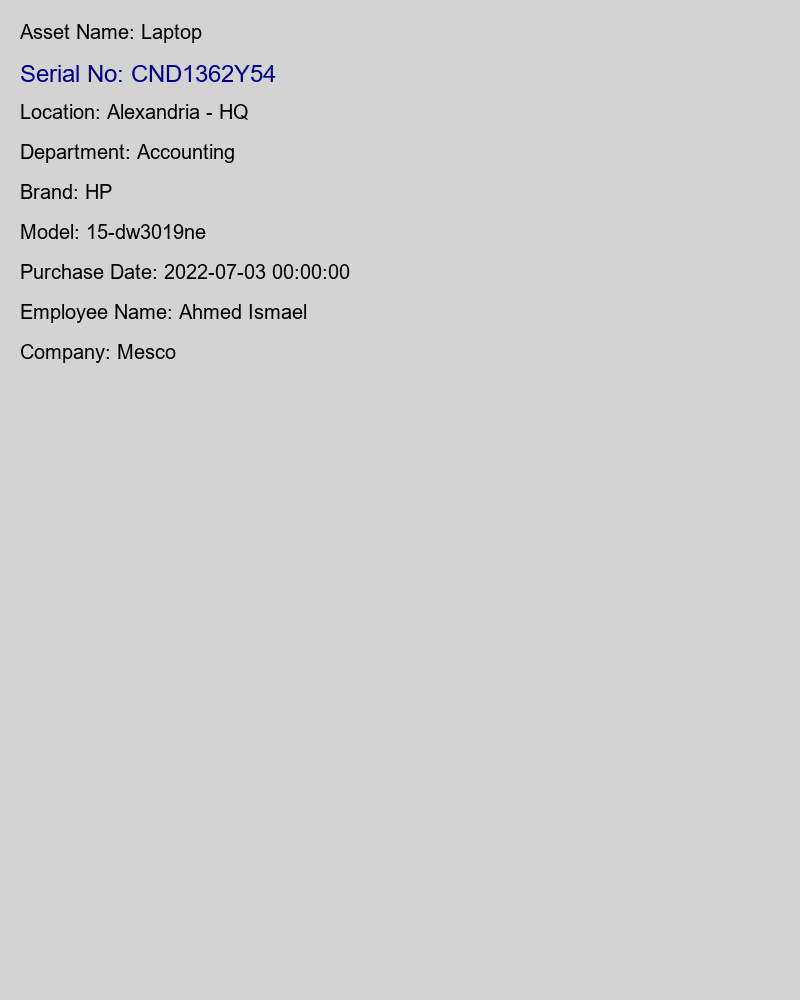 Asset Name: Laptop
Serial No: CND1362Y54
Location: Alexandria - HQ
Department: Accounting
Brand: HP
Model: 15-dw3019ne
Purchase Date: 2022-07-03 00:00:00
Employee Name: Ahmed Ismael
Company: Mesco